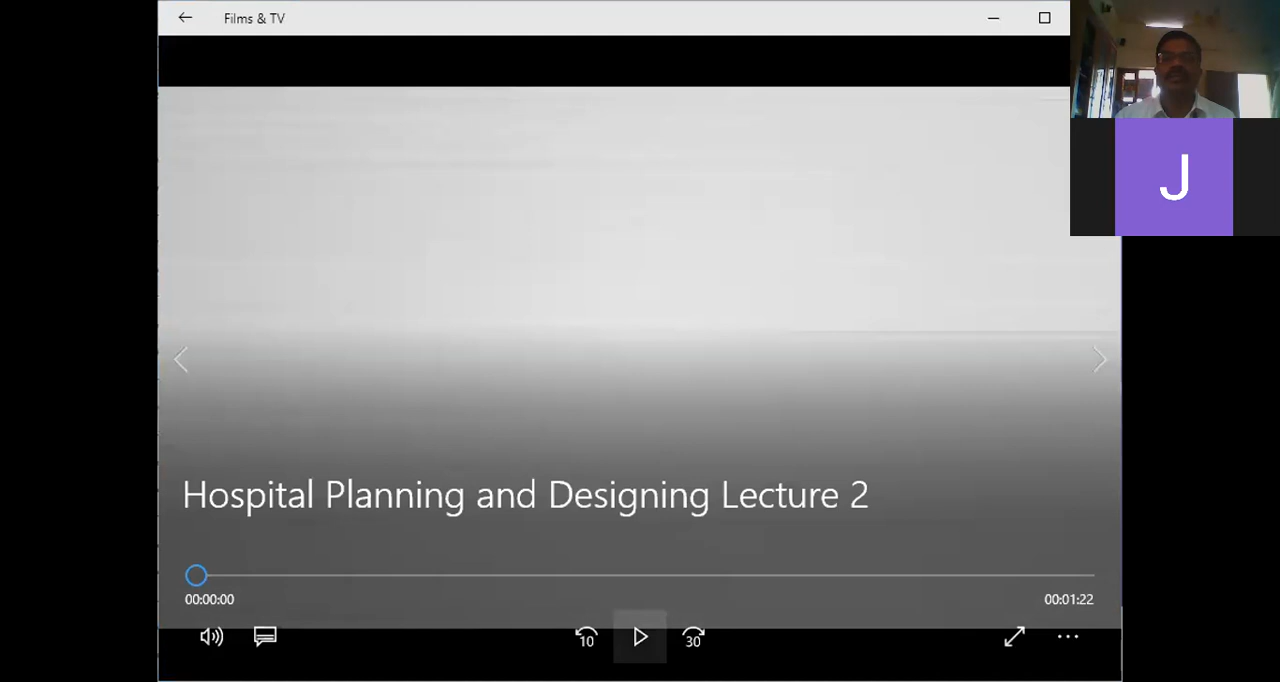 Films & TV
J
Hospital Planning and Designing Lecture 2
00:00:00
00:01:22
10
30